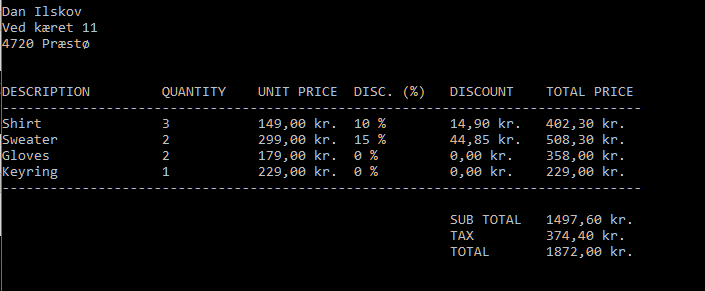 Dan Ilskov
Ved kæret 11
4720 Præstø
DESCRIPTION QUANTITY UNIT PRICE DISC. (%) DISCOUNT TOTAL PRICE
--------------------------------------------------------------------------------
Shirt 3 149,00 kr. 10 % 14,90 kr. 402,30 kr.
Sweater 2 299,00 kr. 15 % 44,85 kr. 508,30 kr.
Gloves 2 179,00 kr. 0 % 0,00 kr. 358,00 kr.
Keyring 1 229,00 kr. 0 % 0,00 kr. 229,00 kr.
--------------------------------------------------------------------------------
SUB TOTAL 1497,60 kr.
TAX 374,40 kr.
TOTAL 1872,00 kr.